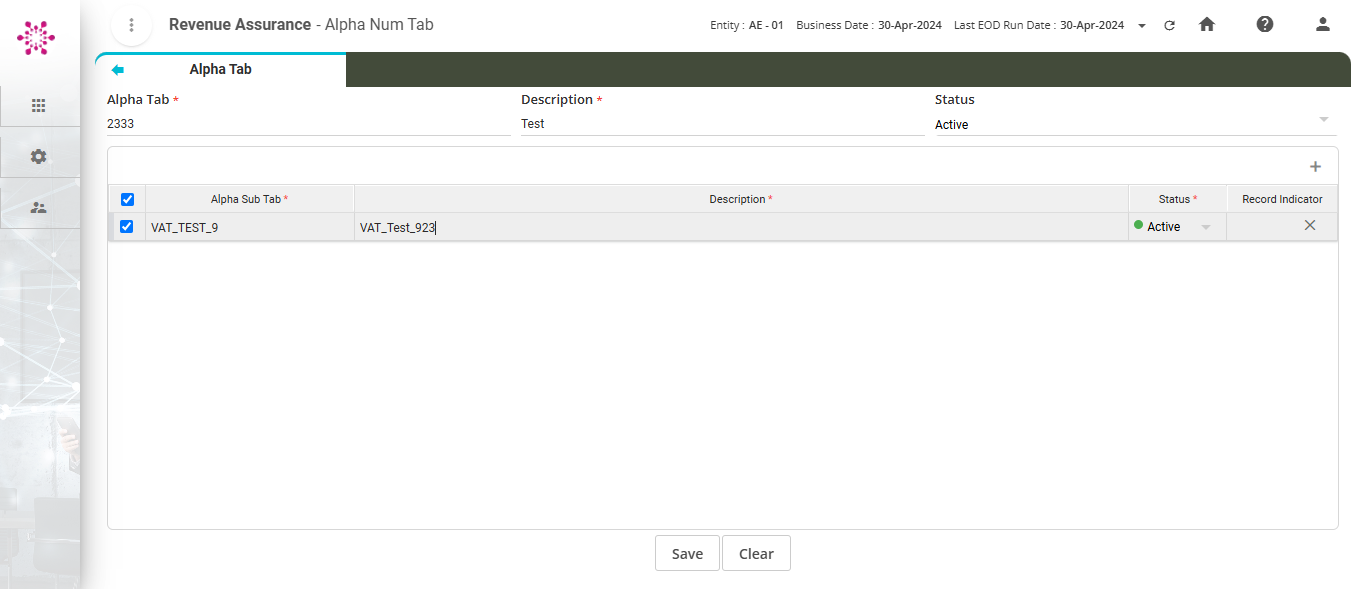 Revenue Assurance - Alpha Num Tab
Entity : AE - 01 Business Date : 30-Apr-2024 Last EOD Run Date : 30-Apr-2024
Alpha Tab
Alpha Tab * Description * Status
2333 Test Active
Alpha Sub Tab * Description * Status * Record Indicator
VAT_TEST_9 VAT_Test_923 Active
Save Clear